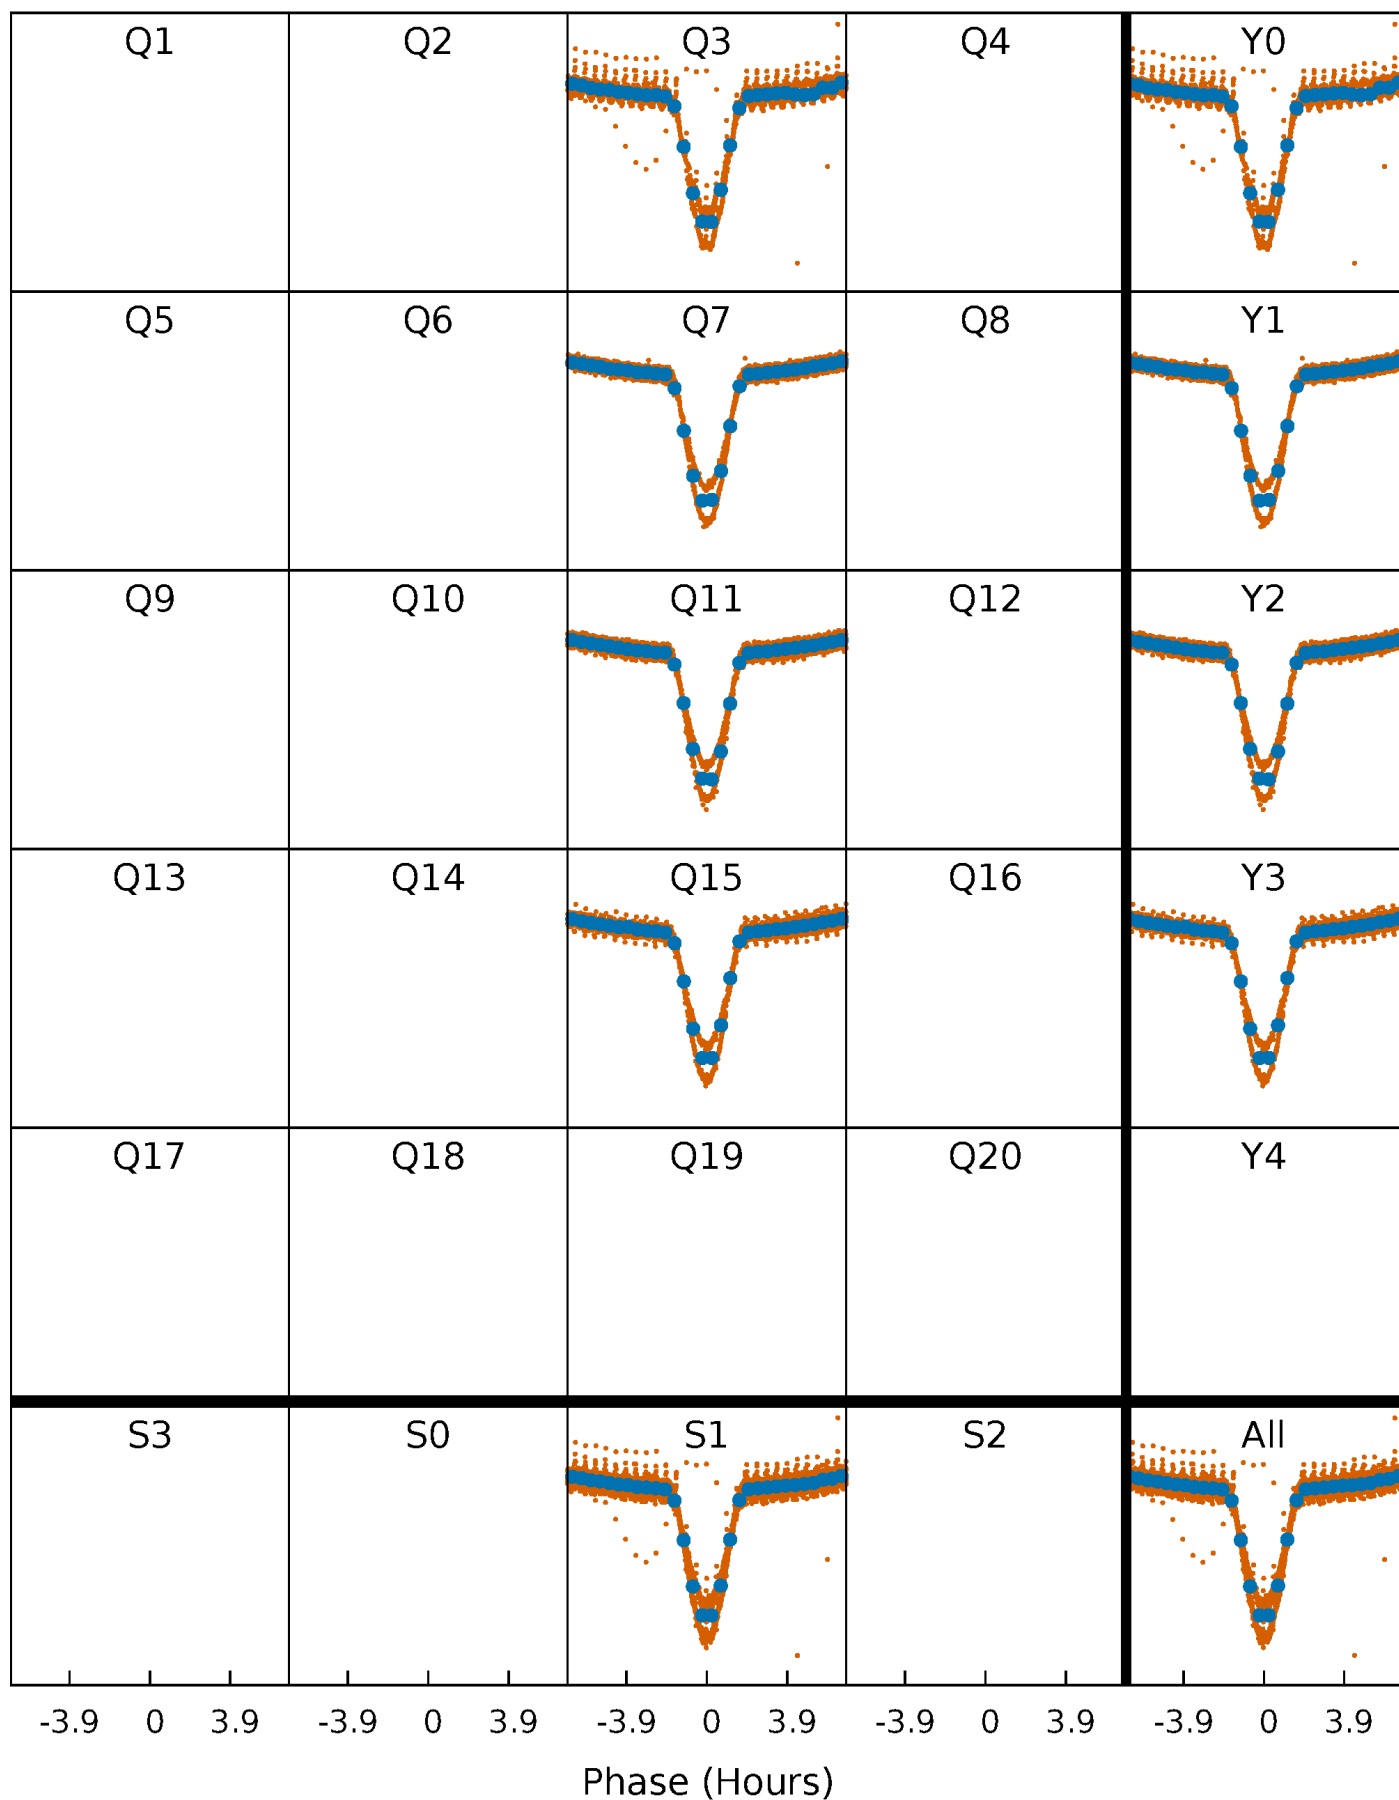 Q1 Q2 Q3 Q4 Y0
Q5 Q6 Q7 Q8 Y1
Q9 Q10 Q11 Q12 Y2
Q13 Q14 Q15 Q16 Y3
Q17 Q18 Q19 Q20 Y4
S3 S0 S1 S2 All
-3.9 0 3.9 -3.9 0 3.9 -3.9 0 3.9 -3.9 0 3.9 -3.9 0 3.9
Phase (Hours)